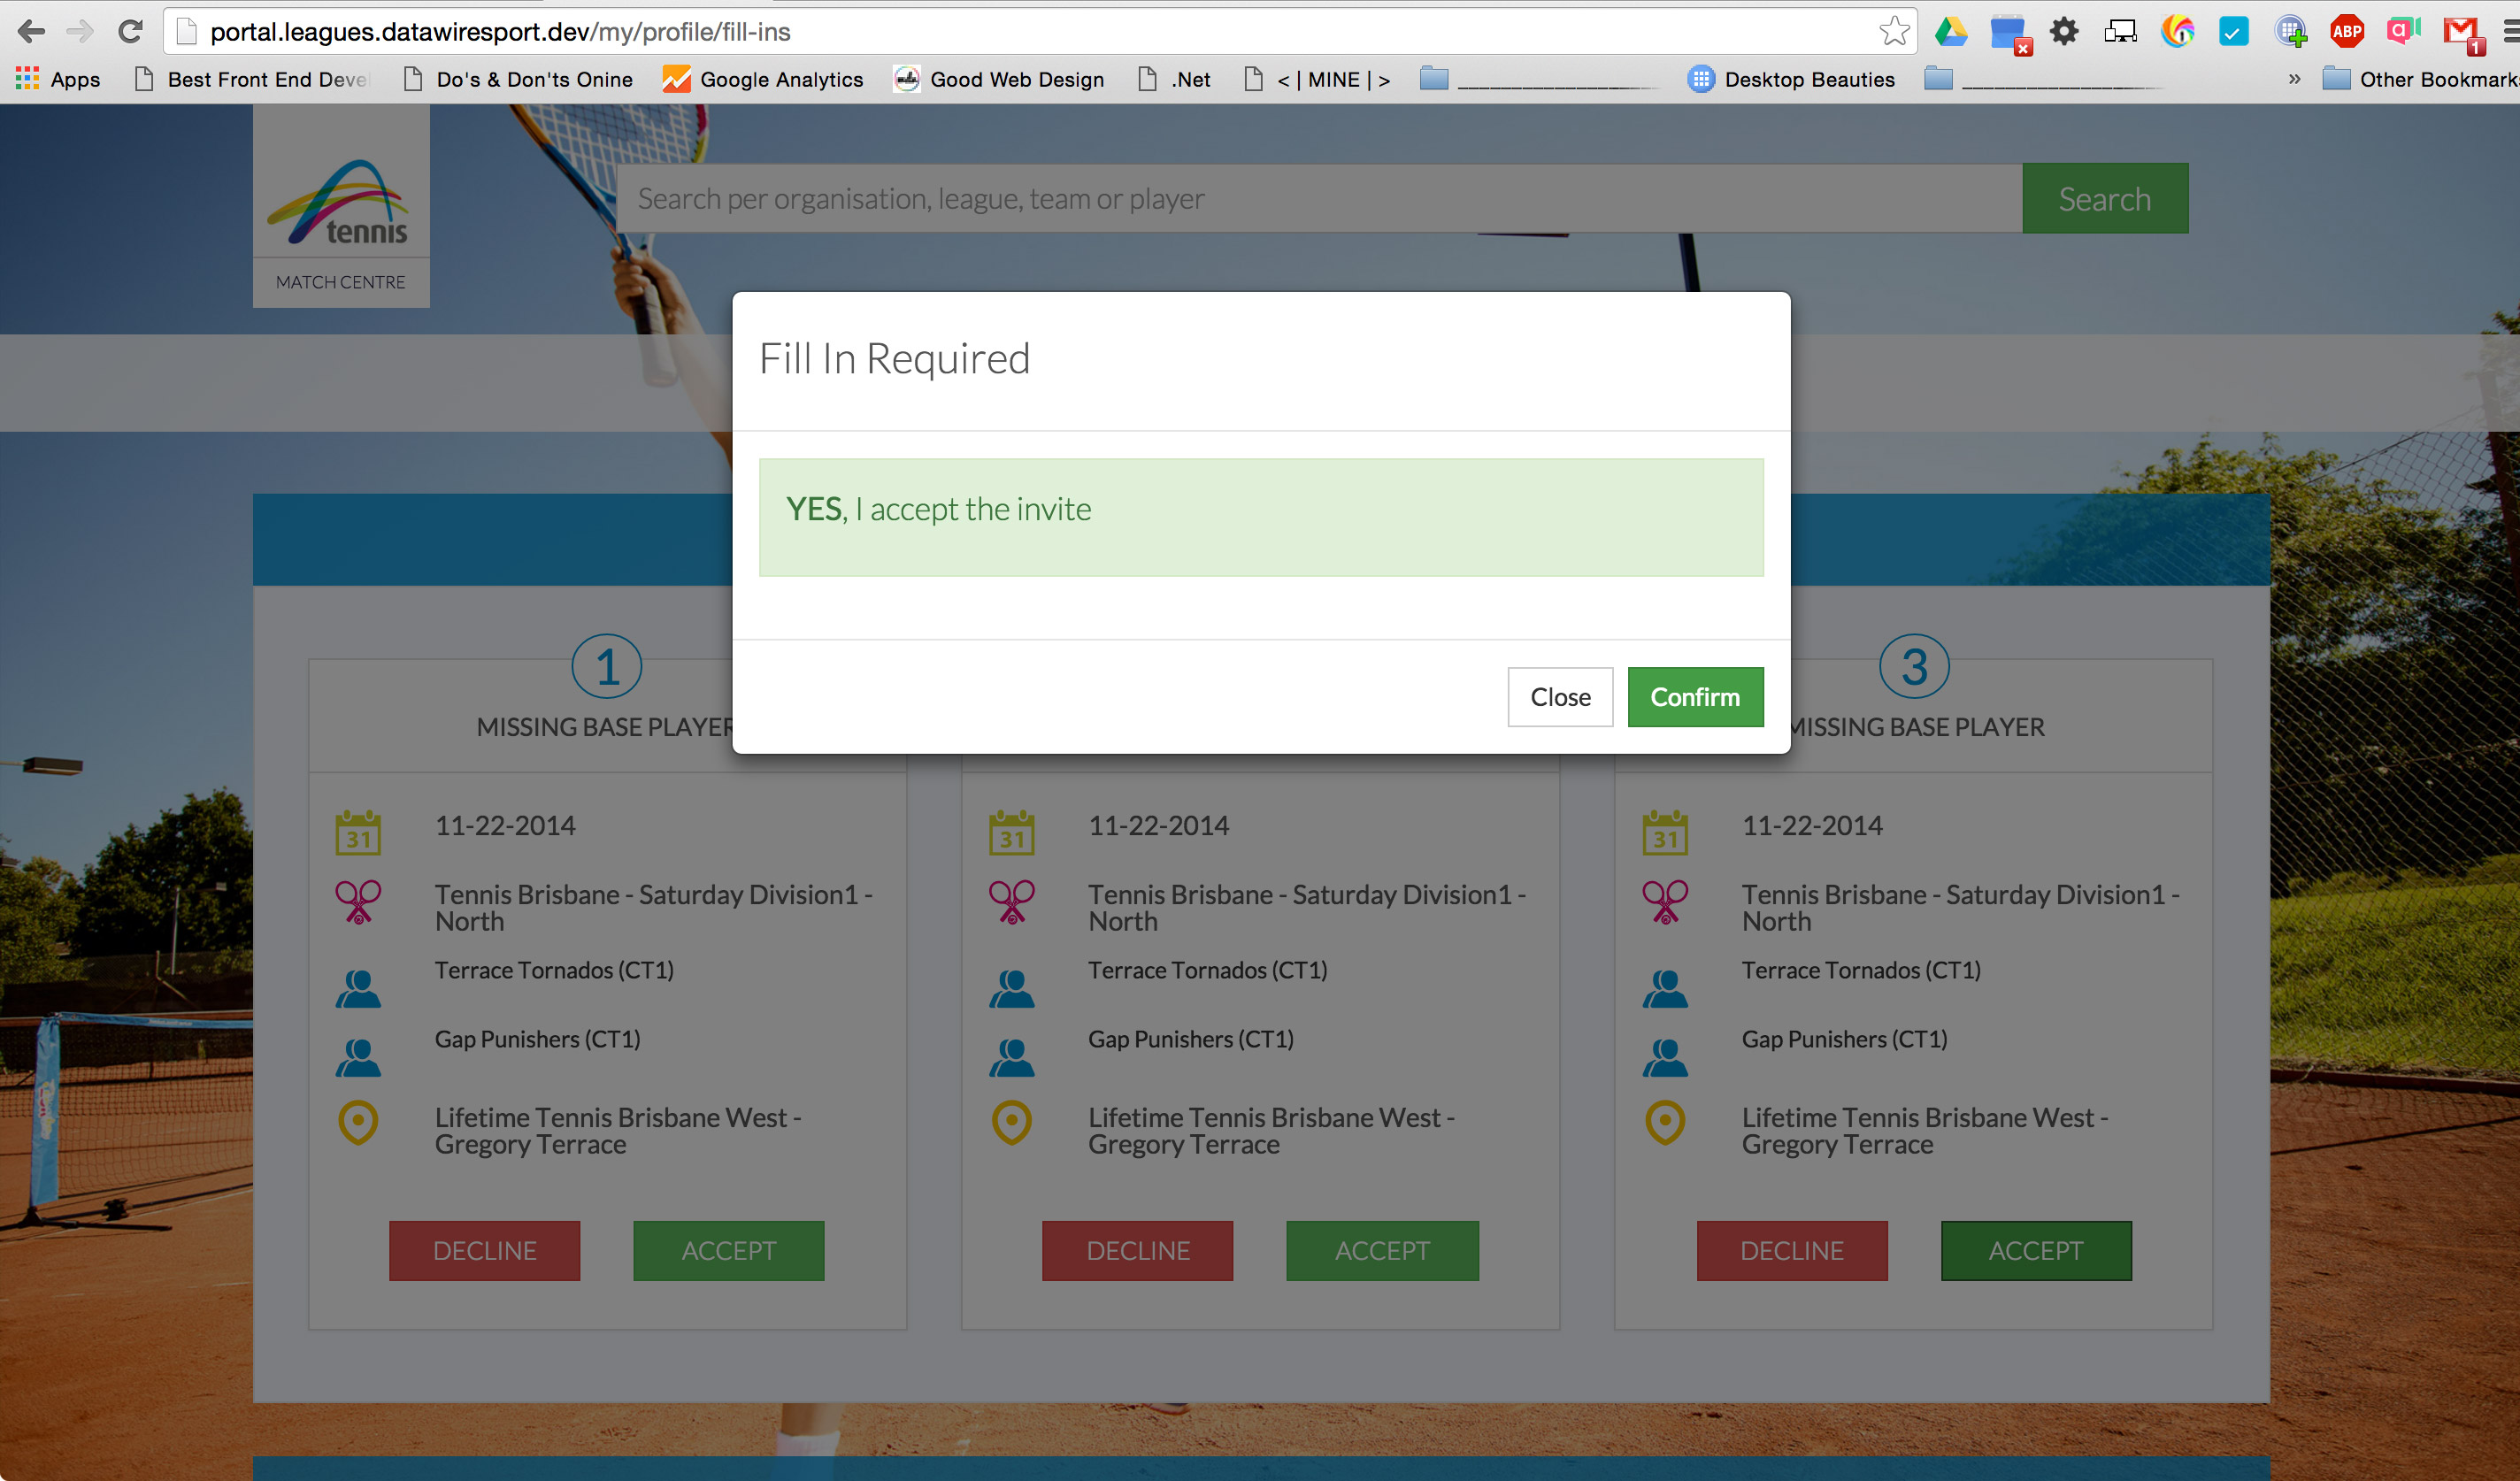 portal.leagues.datawiresport.dev/my/profile/fill-ins
ABP
a
1
Apps
Best Front End Deve
Do's & Don'ts Onine
Google Analytics
Good Web Design
.Net
< | MINE | >
____________________
Desktop Beauties
____________________
»
Other Bookmarks
tennis
MATCH CENTRE
Search per organisation, league, team or player
Search
Fill In Required
YES, I accept the invite
Close
Confirm
1
MISSING BASE PLAYER
31
11-22-2014
Tennis Brisbane - Saturday Division1 -
North
Terrace Tornados (CT1)
Gap Punishers (CT1)
Lifetime Tennis Brisbane West -
Gregory Terrace
DECLINE
ACCEPT
31
11-22-2014
Tennis Brisbane - Saturday Division1 -
North
Terrace Tornados (CT1)
Gap Punishers (CT1)
Lifetime Tennis Brisbane West -
Gregory Terrace
DECLINE
ACCEPT
3
MISSING BASE PLAYER
31
11-22-2014
Tennis Brisbane - Saturday Division1 -
North
Terrace Tornados (CT1)
Gap Punishers (CT1)
Lifetime Tennis Brisbane West -
Gregory Terrace
DECLINE
ACCEPT